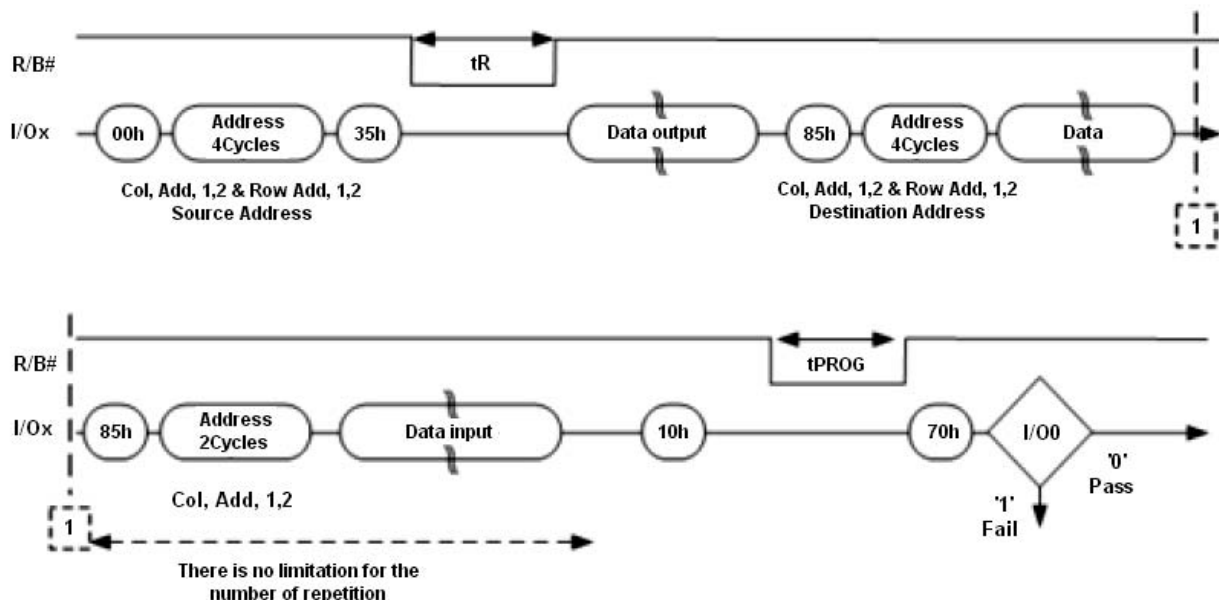 R/B#
tR
I/Ox
00h
Address
4Cycles
35h
Data output
85h
Address
4Cycles
Data
Col, Add, 1,2 & Row Add, 1,2
Source Address
Col, Add, 1,2 & Row Add, 1,2
Destination Address
1
R/B#
tPROG
I/Ox
85h
Address
2Cycles
Data input
10h
70h
I/O0
'0'
Pass
Col, Add, 1,2
'1'
Fail
1
There is no limitation for the
number of repetition